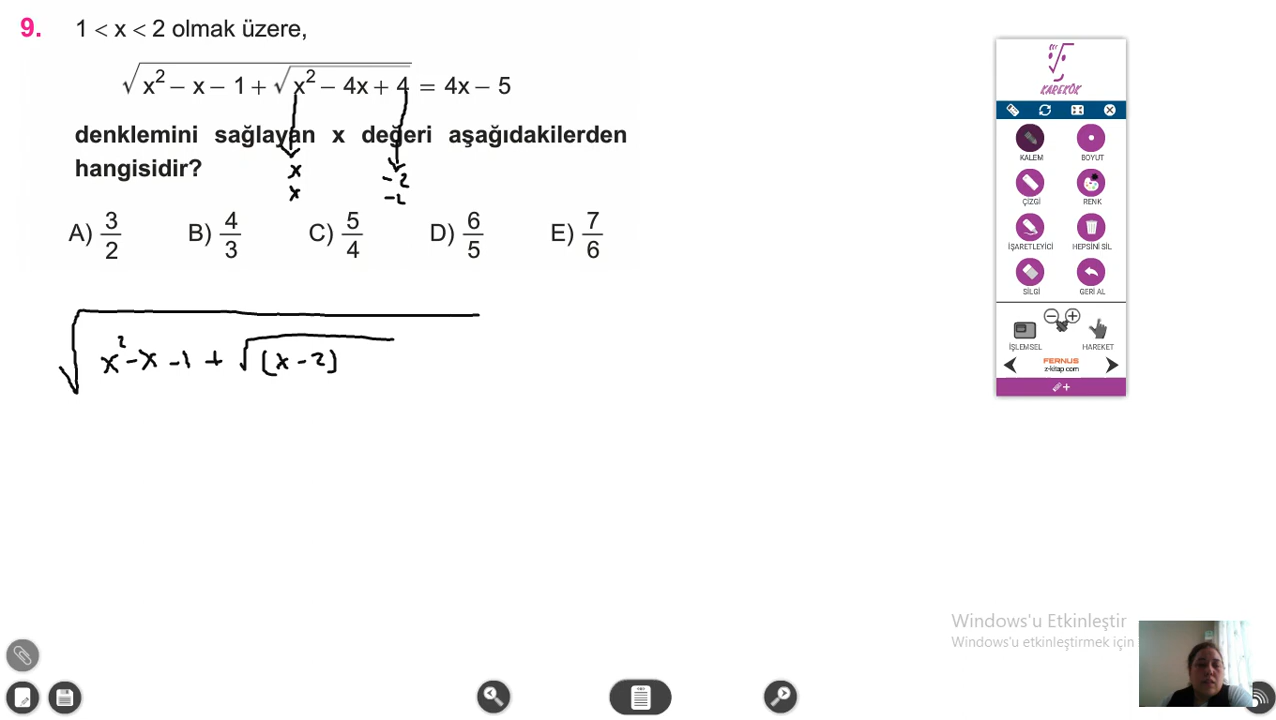 9. 1 < x < 2 olmak üzere,
√(x² – x – 1 + √(x² – 4x + 4)) = 4x – 5
denklemini sağlayan x değeri aşağıdakilerden
hangisidir?
x -2
x -2
A) 3/2 B) 4/3 C) 5/4 D) 6/5 E) 7/6
√(x² - x - 1 + √[x - 2])
KAREKÖK
KALEM BOYUT
ÇİZGİ RENK
İŞARETLEYİCİ HEPSİNİ SİL
SİLGİ GERİ AL
İŞLEMSEL HAREKET
FERNUS
z-kitap.com
Windows'u Etkinleştir
Windows'u etkinleştirmek için